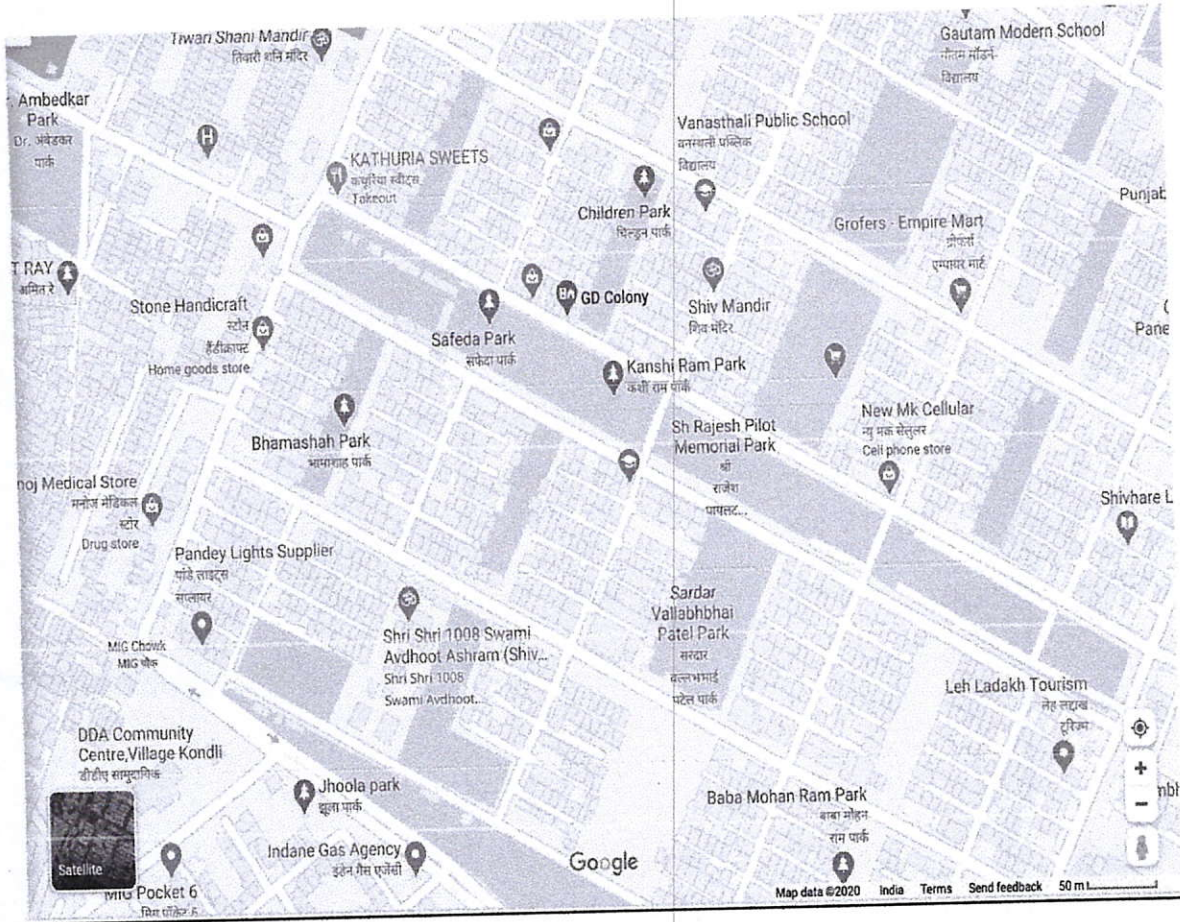 Tiwari Shani Mandir
तिवारी शनि मंदिर
Gautam Modern School
गौतम मॉडर्न
विद्यालय
Ambedkar
Park
Dr. अंबेडकर
पार्क
H
KATHURIA SWEETS
कथूरिया स्वीट्स
Takeout
Vanasthali Public School
वनस्थली पब्लिक
विद्यालय
Children Park
चिल्ड्रन पार्क
Punjab
Grofers - Empire Mart
ग्रोफर्स
एम्पायर मार्ट
T RAY
अमित रे
Stone Handicraft
स्टोन
हैंडीक्राफ्ट
Home goods store
GD Colony
Safeda Park
सफेदा पार्क
Shiv Mandir
शिव मंदिर
Pane
Kanshi Ram Park
कांशी राम पार्क
Bhamashah Park
भामाशाह पार्क
Sh Rajesh Pilot
Memorial Park
श्री
राजेश
पायलट...
New Mk Cellular
न्यु मक सेलुलर
Cell phone store
noj Medical Store
मनोज मेडिकल
स्टोर
Drug store
Shivhare L
Pandey Lights Supplier
पांडे लाइट्स
सप्लायर
MIG Chowk
MIG चौक
Shri Shri 1008 Swami
Avdhoot Ashram (Shiv...
Shri Shri 1008
Swami Avdhoot...
Sardar
Vallabhbhai
Patel Park
सरदार
वल्लभभाई
पटेल पार्क
Leh Ladakh Tourism
लेह लद्दाख
टूरिज्म
DDA Community
Centre,Village Kondli
डीडीए सामुदायिक
Jhoola park
झूला पार्क
Baba Mohan Ram Park
बाबा मोहन
राम पार्क
mbh
Satellite
Indane Gas Agency
इंडेन गैस एजेंसी
Google
MIG Pocket 6
Map data ©2020 India Terms Send feedback 50 m